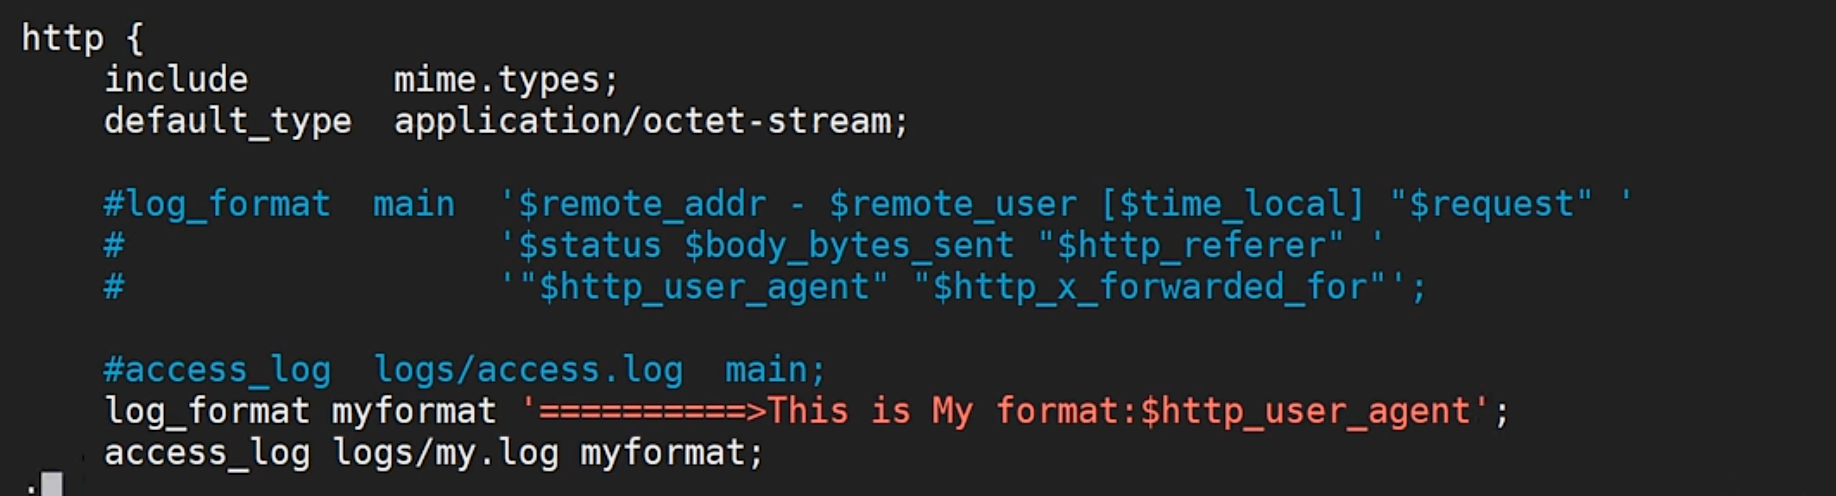 http {
    include       mime.types;
    default_type  application/octet-stream;

    #log_format  main  '$remote_addr - $remote_user [$time_local] "$request" '
    #                  '$status $body_bytes_sent "$http_referer" '
    #                  '"$http_user_agent" "$http_x_forwarded_for"';

    #access_log  logs/access.log  main;
    log_format myformat '==========>This is My format:$http_user_agent';
    access_log logs/my.log myformat;
: